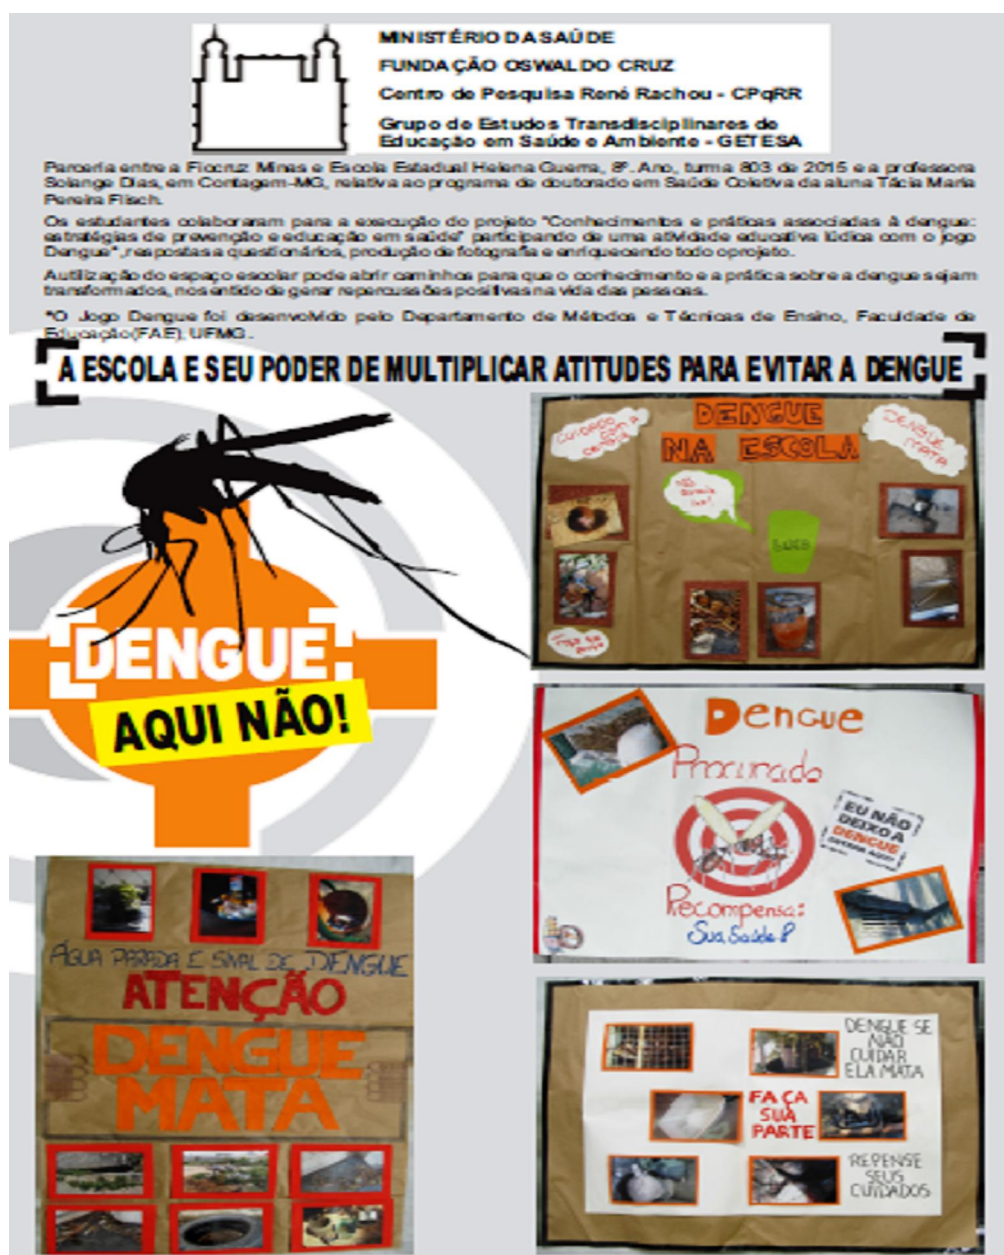 MINISTÉRIO DA SAÚDE
FUNDAÇÃO OSWALDO CRUZ
Centro de Pesquisa René Rachou - CPqRR
Grupo de Estudos Transdisciplinares de
Educação em Saúde e Ambiente - GETESA
Parceria entre a Fiocruz Minas e Escola Estadual Helena Guerra, 8º. Ano, turma 803 de 2015 e a professora
Solange Dias, em Contagem-MG, relativa ao programa de doutorado em Saúde Coletiva da aluna Tácia Maria
Pereira Flisch.
Os estudantes colaboraram para a execução do projeto "Conhecimentos e práticas associadas à dengue:
estratégias de prevenção e educação em saúde" participando de uma atividade educativa lúdica com o jogo
Dengue*, respostas a questionários, produção de fotografia e enriquecendo todo o projeto.
A utilização do espaço escolar pode abrir caminhos para que o conhecimento e a prática sobre a dengue sejam
transformados, no sentido de gerar repercussões positivas na vida das pessoas.
*O Jogo Dengue foi desenvolvido pelo Departamento de Métodos e Técnicas de Ensino, Faculdade de
Educação(FAE), UFMG.
A ESCOLA E SEU PODER DE MULTIPLICAR ATITUDES PARA EVITAR A DENGUE
DENGUE
AQUI NÃO!
CUIDADO
COM A
DENGUE
DENGUE
NA ESCOLA
DENGUE
MATA
Dengue
Procurado
EU NÃO
DEIXO A
DENGUE
Recompensa:
Sua Saúde
ÁGUA PARADA E SINAL DE DENGUE
ATENÇÃO
DENGUE
MATA
DENGUE SE
NÃO
CUIDAR
ELA MATA
FAÇA
SUA
PARTE
REPENSE
SEUS
CUIDADOS